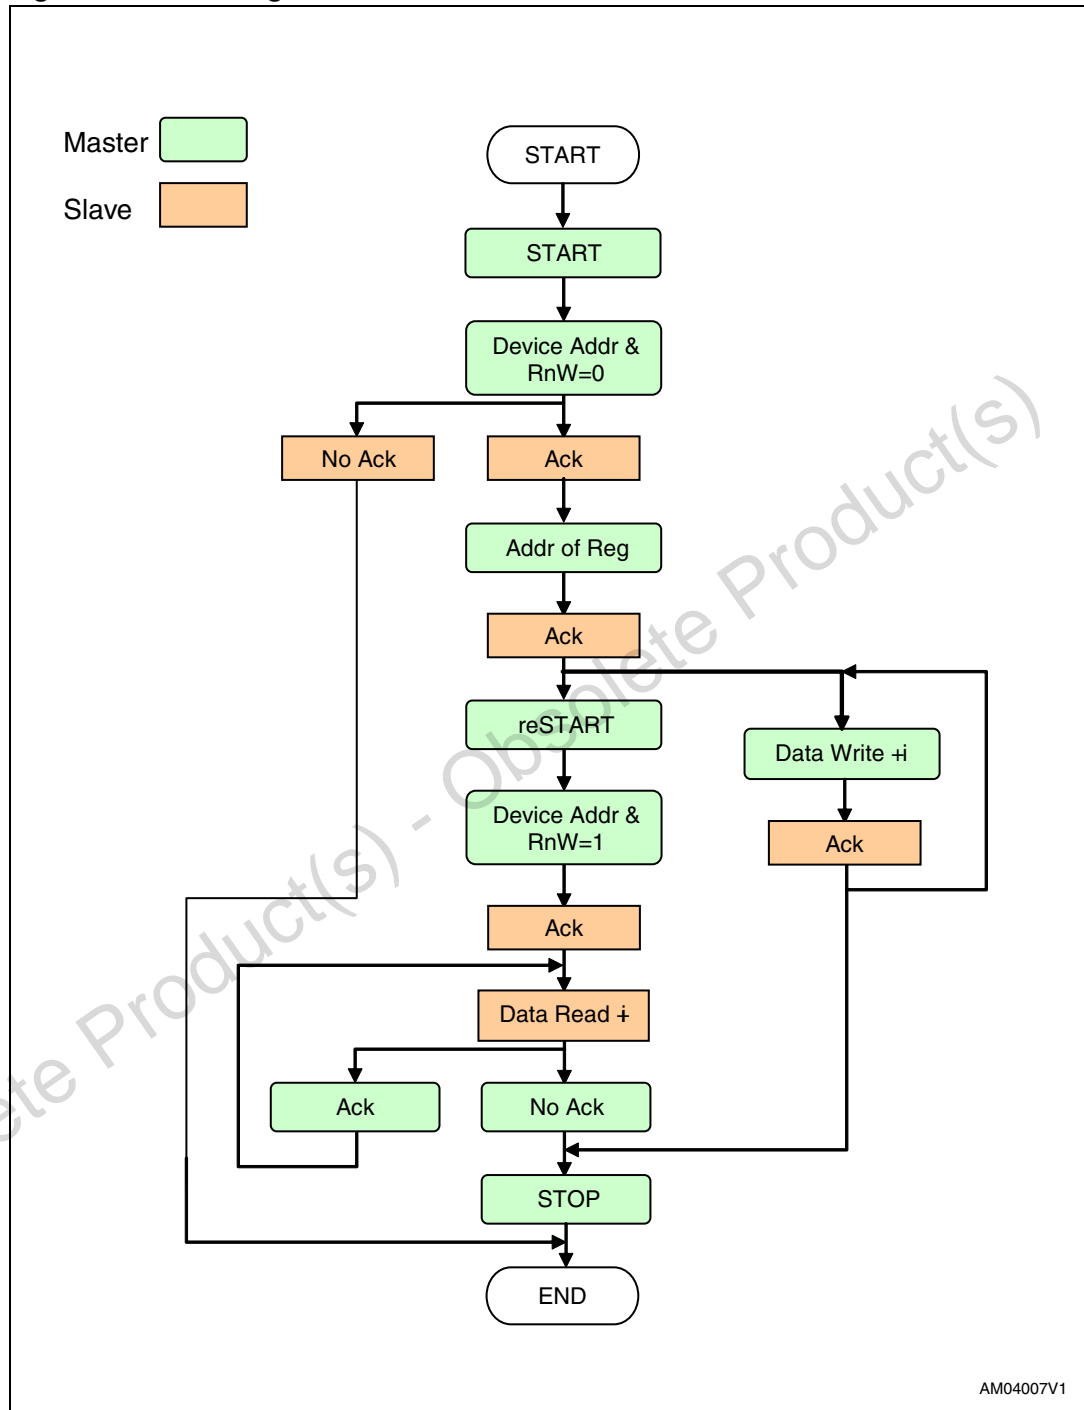 Master
Slave
START
START
Device Addr &
RnW=0
No Ack
Ack
Addr of Reg
Ack
reSTART
Data Write +i
Device Addr &
RnW=1
Ack
Ack
Data Read +i
Ack
No Ack
STOP
END
Obsolete Product(s) - Obsolete Product(s)
AM04007V1